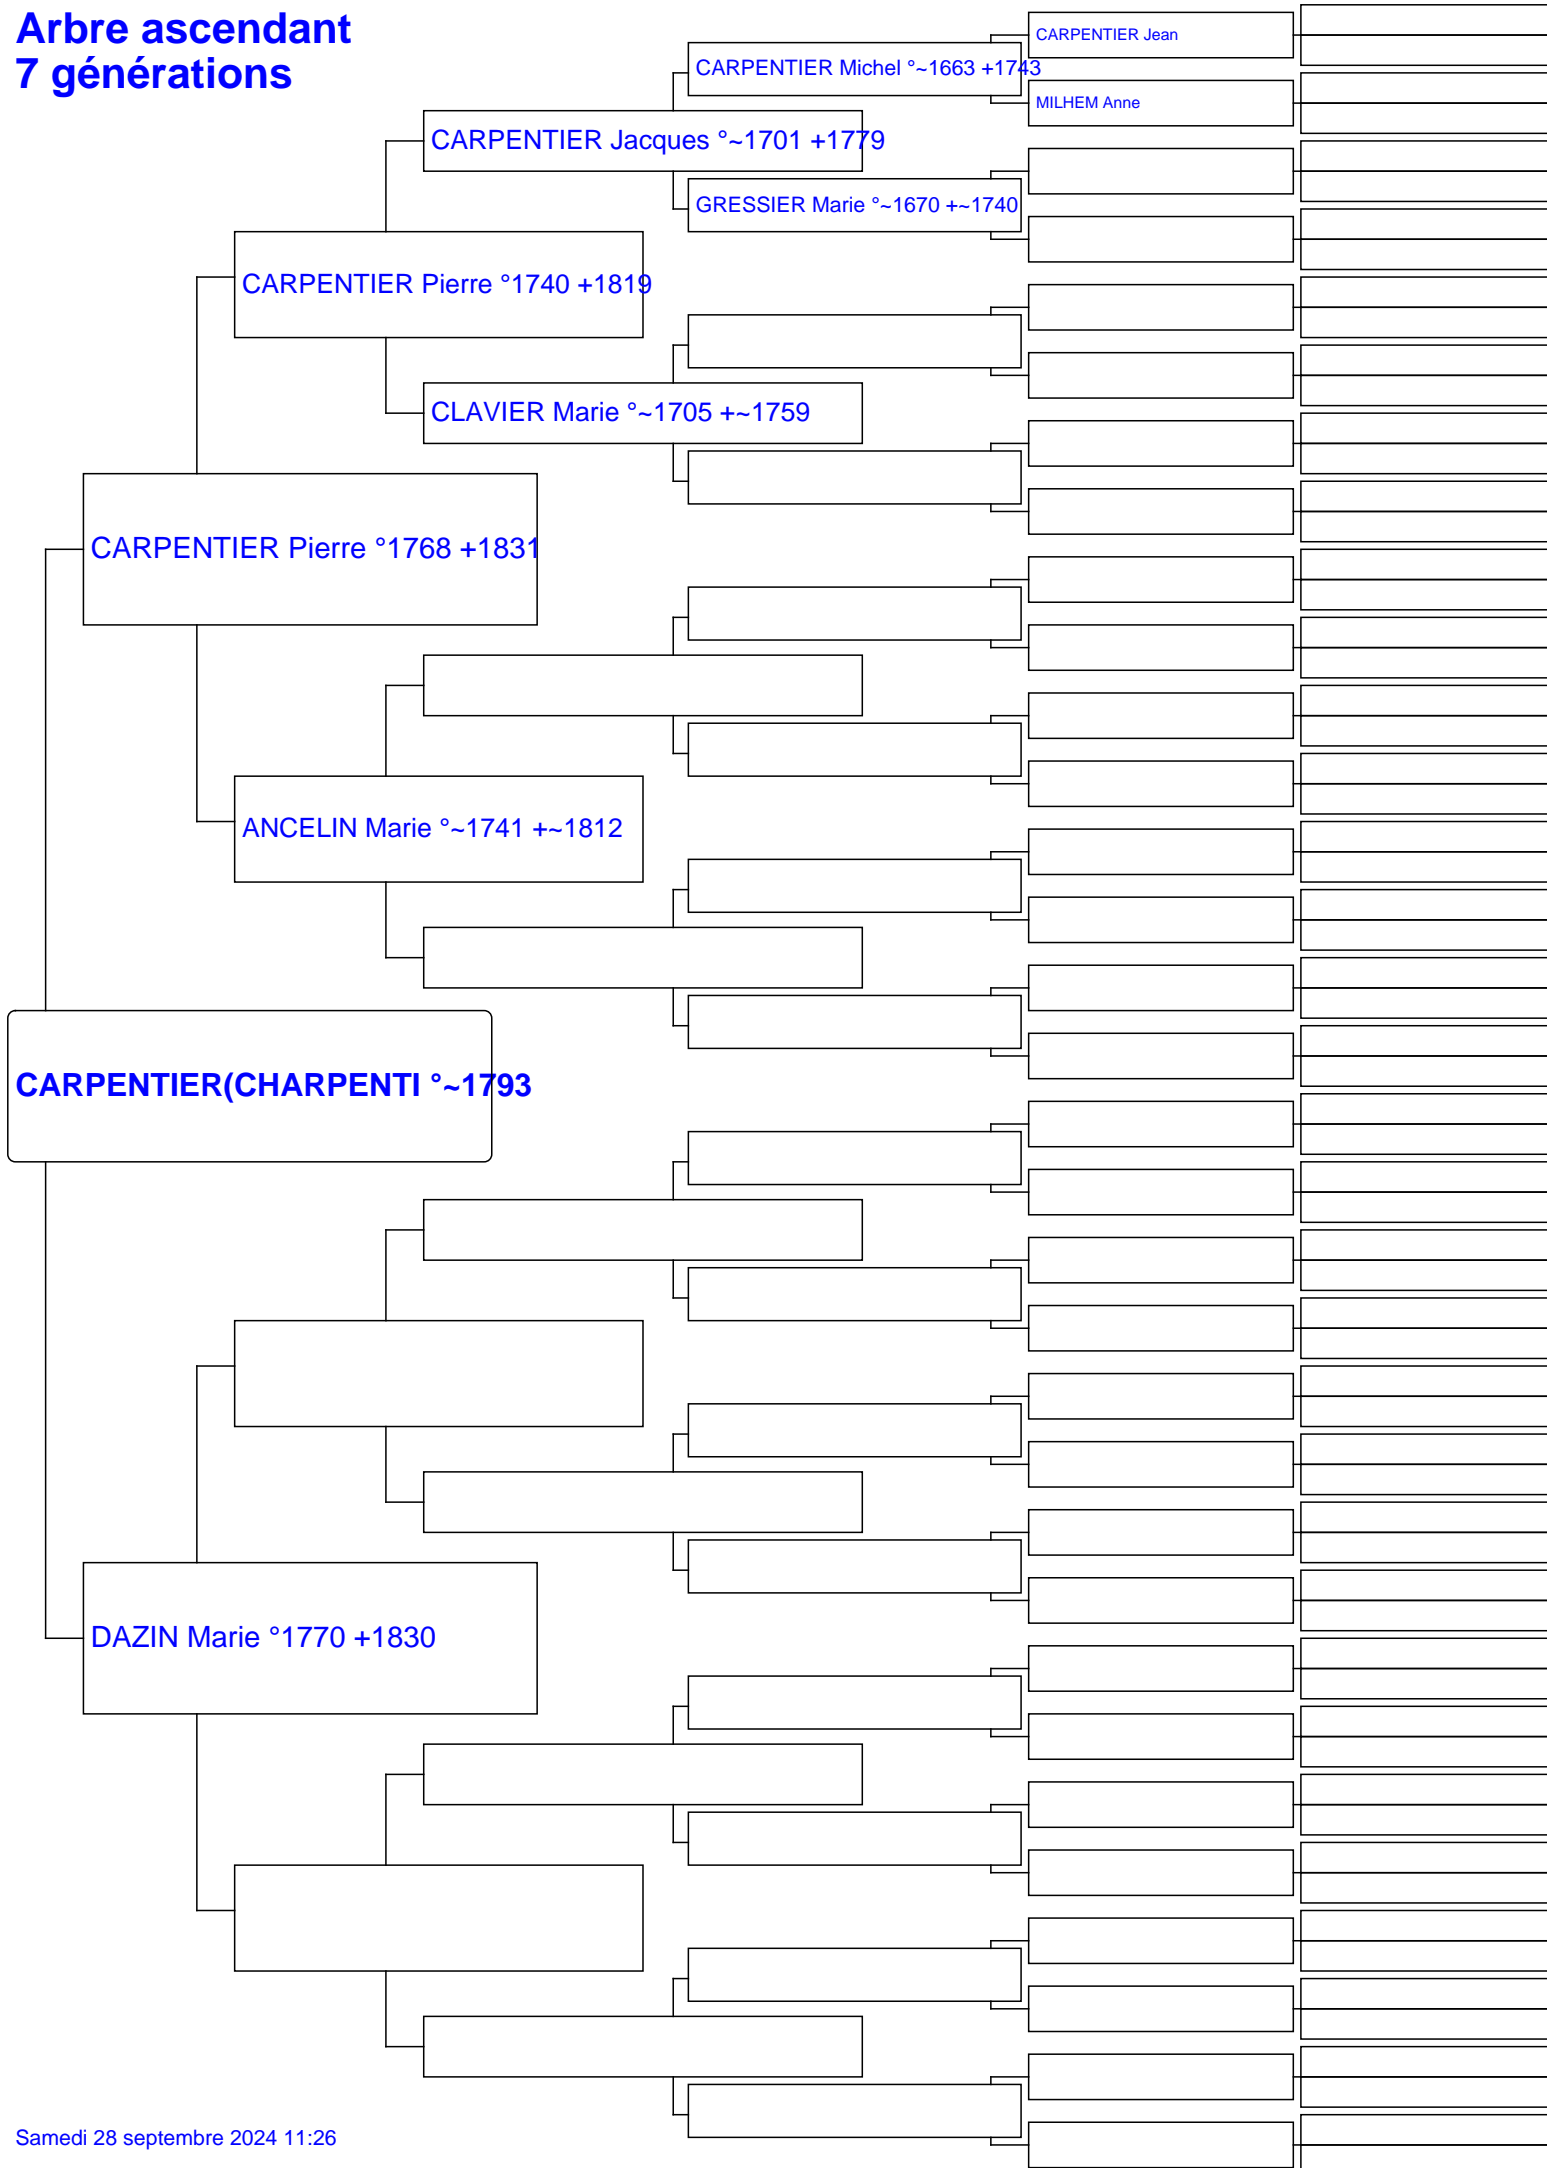 Arbre ascendant
7 générations
CARPENTIER Jean
CARPENTIER Michel °~1663 +1743
MILHEM Anne
CARPENTIER Jacques °~1701 +1779
GRESSIER Marie °~1670 +~1740
CARPENTIER Pierre °1740 +1819
CLAVIER Marie °~1705 +~1759
CARPENTIER Pierre °1768 +1831
ANCELIN Marie °~1741 +~1812
CARPENTIER(CHARPENTI °~1793
DAZIN Marie °1770 +1830
Samedi 28 septembre 2024 11:26